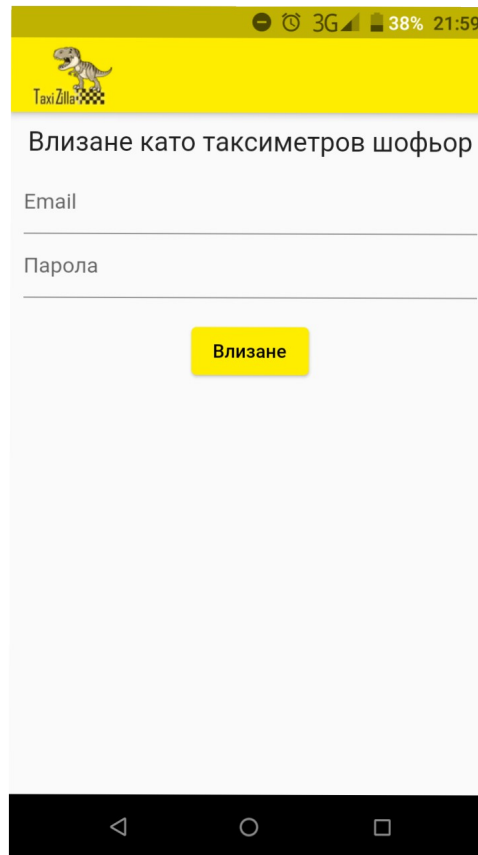 3G 38% 21:59
TaxiZilla
Влизане като таксиметров шофьор
Email
Парола
Влизане